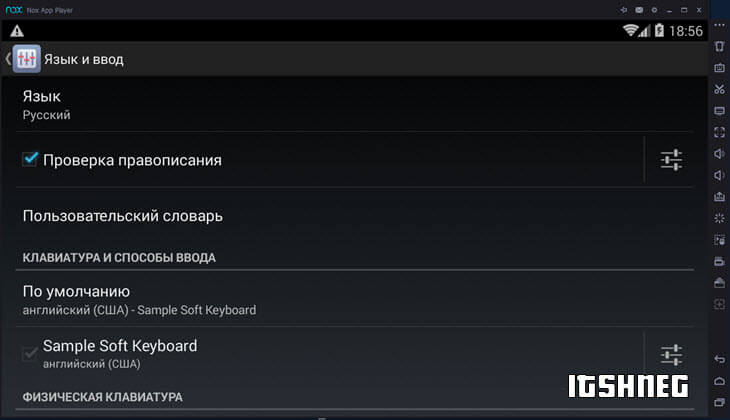 nox Nox App Player
18:56
Язык и ввод
Язык
Русский
Проверка правописания
Пользовательский словарь
КЛАВИАТУРА И СПОСОБЫ ВВОДА
По умолчанию
английский (США) - Sample Soft Keyboard
Sample Soft Keyboard
английский (США)
ФИЗИЧЕСКАЯ КЛАВИАТУРА
ITSHNEG